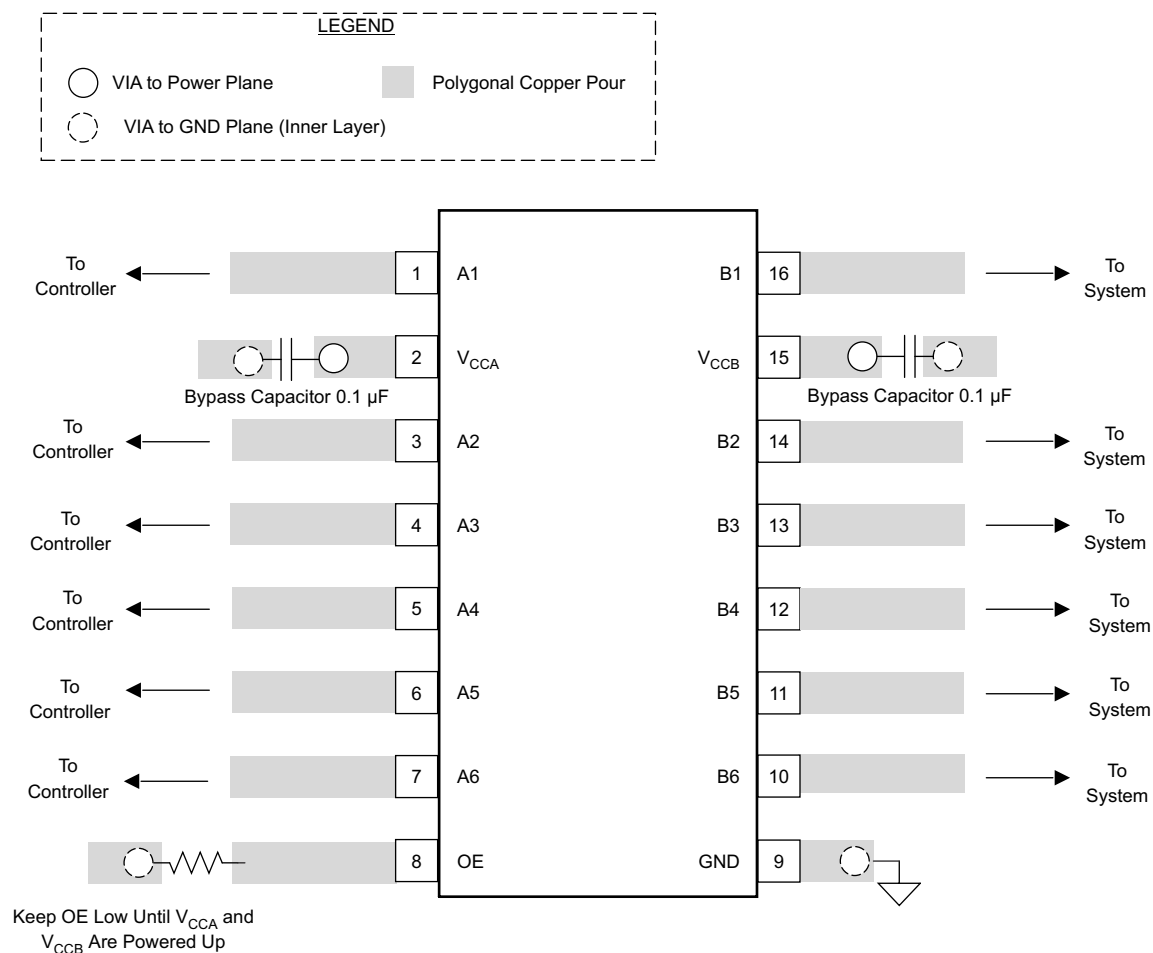 LEGEND
VIA to Power Plane
Polygonal Copper Pour
VIA to GND Plane (Inner Layer)
To Controller
1 A1
B1 16
To System
2 VCCA
VCCB 15
Bypass Capacitor 0.1 µF
Bypass Capacitor 0.1 µF
To Controller
3 A2
B2 14
To System
To Controller
4 A3
B3 13
To System
To Controller
5 A4
B4 12
To System
To Controller
6 A5
B5 11
To System
To Controller
7 A6
B6 10
To System
8 OE
GND 9
Keep OE Low Until VCCA and
VCCB Are Powered Up